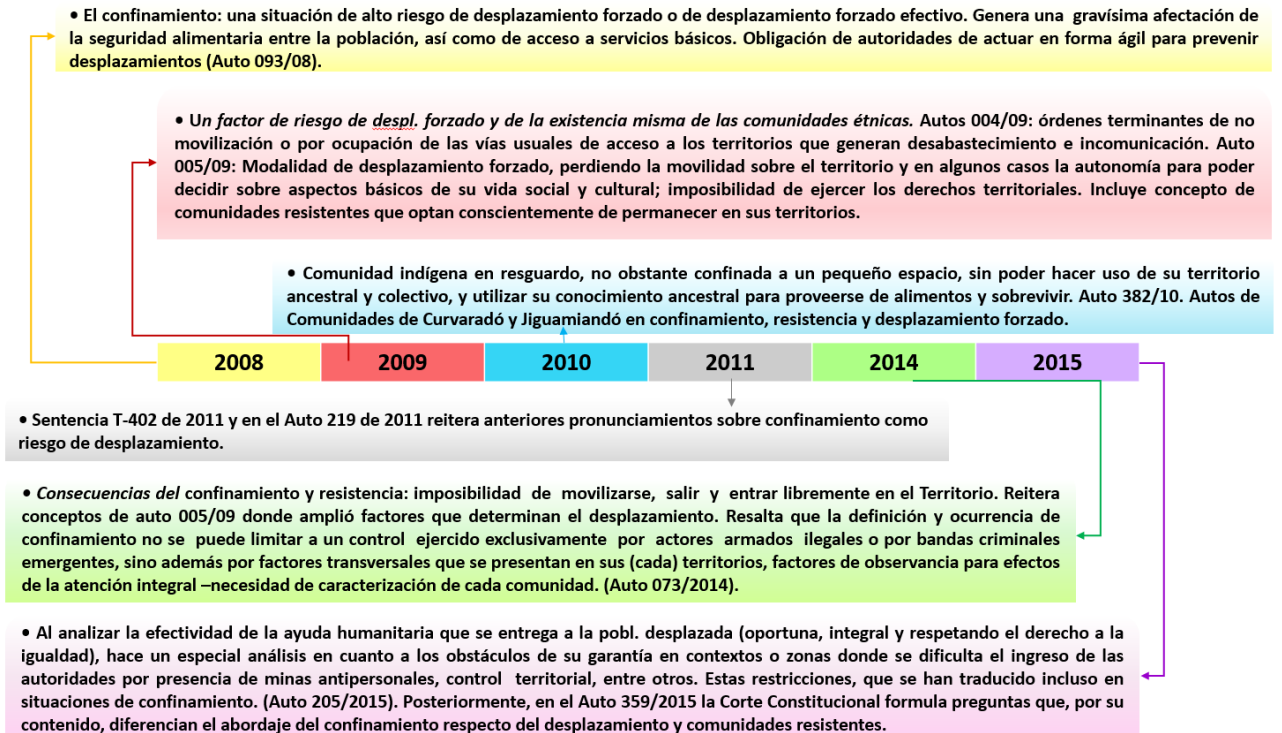 • El confinamiento: una situación de alto riesgo de desplazamiento forzado o de desplazamiento forzado efectivo. Genera una gravísima afectación de
la seguridad alimentaria entre la población, así como de acceso a servicios básicos. Obligación de autoridades de actuar en forma ágil para prevenir
desplazamientos (Auto 093/08).
• Un factor de riesgo de despl. forzado y de la existencia misma de las comunidades étnicas. Autos 004/09: órdenes terminantes de no
movilización o por ocupación de las vías usuales de acceso a los territorios que generan desabastecimiento e incomunicación. Auto
005/09: Modalidad de desplazamiento forzado, perdiendo la movilidad sobre el territorio y en algunos casos la autonomía para poder
decidir sobre aspectos básicos de su vida social y cultural; imposibilidad de ejercer los derechos territoriales. Incluye concepto de
comunidades resistentes que optan conscientemente de permanecer en sus territorios.
• Comunidad indígena en resguardo, no obstante confinada a un pequeño espacio, sin poder hacer uso de su territorio
ancestral y colectivo, y utilizar su conocimiento ancestral para proveerse de alimentos y sobrevivir. Auto 382/10. Autos de
Comunidades de Curvaradó y Jiguamiandó en confinamiento, resistencia y desplazamiento forzado.
2008 2009 2010 2011 2014 2015
• Sentencia T-402 de 2011 y en el Auto 219 de 2011 reitera anteriores pronunciamientos sobre confinamiento como
riesgo de desplazamiento.
• Consecuencias del confinamiento y resistencia: imposibilidad de movilizarse, salir y entrar libremente en el Territorio. Reitera
conceptos de auto 005/09 donde amplió factores que determinan el desplazamiento. Resalta que la definición y ocurrencia de
confinamiento no se puede limitar a un control ejercido exclusivamente por actores armados ilegales o por bandas criminales
emergentes, sino además por factores transversales que se presentan en sus (cada) territorios, factores de observancia para efectos
de la atención integral –necesidad de caracterización de cada comunidad. (Auto 073/2014).
• Al analizar la efectividad de la ayuda humanitaria que se entrega a la pobl. desplazada (oportuna, integral y respetando el derecho a la
igualdad), hace un especial análisis en cuanto a los obstáculos de su garantía en contextos o zonas donde se dificulta el ingreso de las
autoridades por presencia de minas antipersonales, control territorial, entre otros. Estas restricciones, que se han traducido incluso en
situaciones de confinamiento. (Auto 205/2015). Posteriormente, en el Auto 359/2015 la Corte Constitucional formula preguntas que, por su
contenido, diferencian el abordaje del confinamiento respecto del desplazamiento y comunidades resistentes.